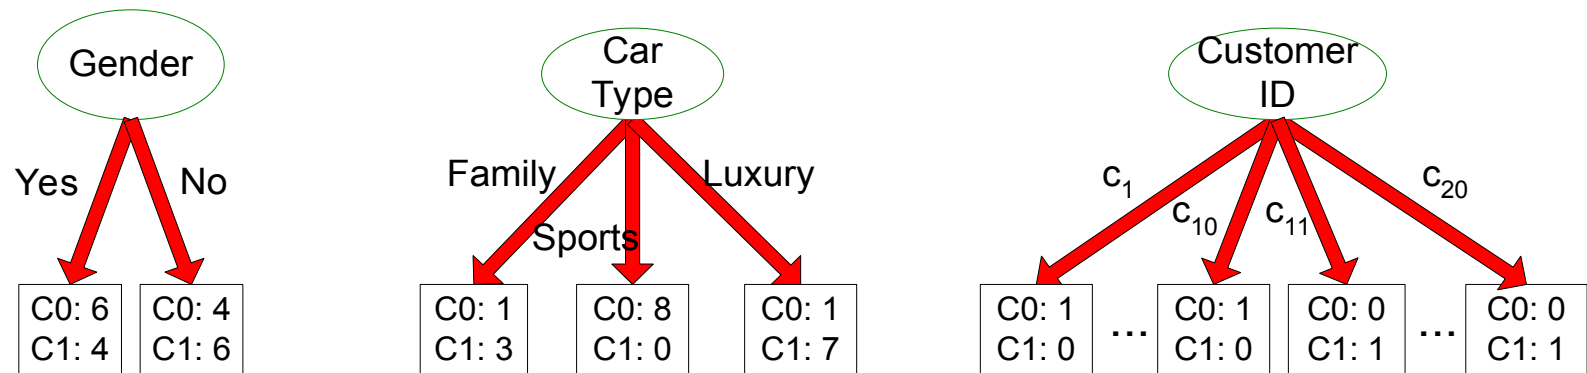 Gender
Yes
No
C0: 6
C1: 4
C0: 4
C1: 6
Car
Type
Family
Sports
Luxury
C0: 1
C1: 3
C0: 8
C1: 0
C0: 1
C1: 7
Customer
ID
c1
c10
c11
c20
C0: 1
C1: 0
...
C0: 1
C1: 0
C0: 0
C1: 1
...
C0: 0
C1: 1